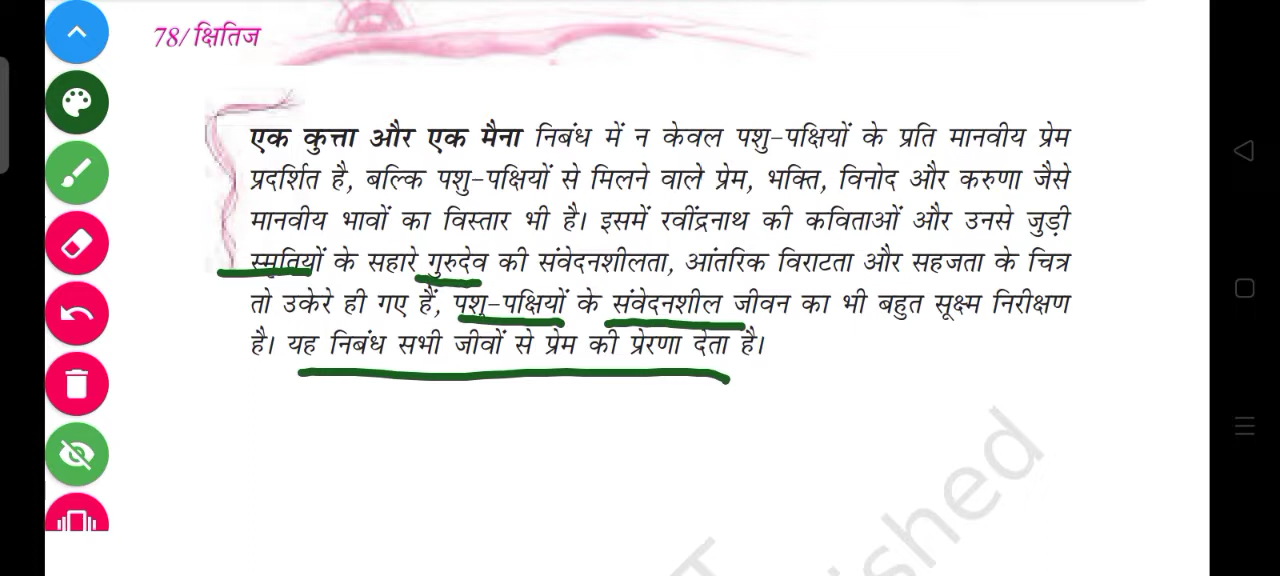 78/ क्षितिज
एक कुत्ता और एक मैना निबंध में न केवल पशु-पक्षियों के प्रति मानवीय प्रेम
प्रदर्शित है, बल्कि पशु-पक्षियों से मिलने वाले प्रेम, भक्ति, विनोद और करुणा जैसे
मानवीय भावों का विस्तार भी है। इसमें रवींद्रनाथ की कविताओं और उनसे जुड़ी
स्मृतियों के सहारे गुरुदेव की संवेदनशीलता, आंतरिक विराटता और सहजता के चित्र
तो उकेरे ही गए हैं, पशु-पक्षियों के संवेदनशील जीवन का भी बहुत सूक्ष्म निरीक्षण
है। यह निबंध सभी जीवों से प्रेम की प्रेरणा देता है।
shed